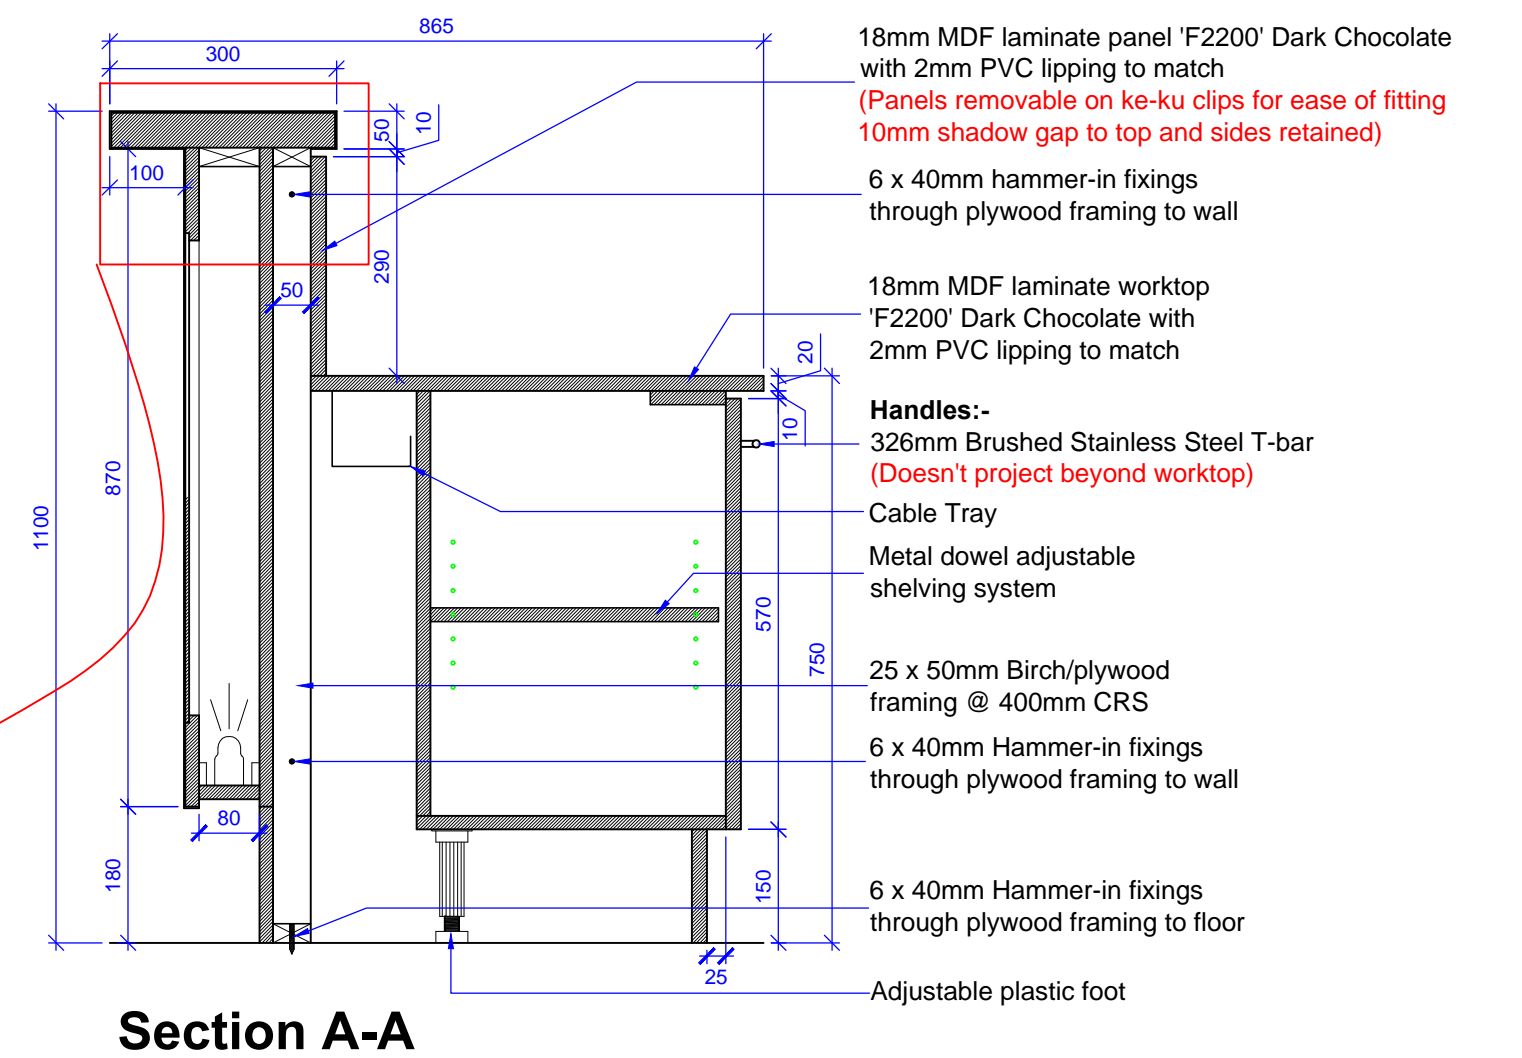 865
300
18mm MDF laminate panel 'F2200' Dark Chocolate
with 2mm PVC lipping to match
(Panels removable on ke-ku clips for ease of fitting
10mm shadow gap to top and sides retained)
50
10
100
6 x 40mm hammer-in fixings
through plywood framing to wall
290
50
18mm MDF laminate worktop
'F2200' Dark Chocolate with
2mm PVC lipping to match
20
10
Handles:-
326mm Brushed Stainless Steel T-bar
(Doesn't project beyond worktop)
Cable Tray
870
1100
Metal dowel adjustable
shelving system
570
750
25 x 50mm Birch/plywood
framing @ 400mm CRS
6 x 40mm Hammer-in fixings
through plywood framing to wall
80
180
150
6 x 40mm Hammer-in fixings
through plywood framing to floor
25
Adjustable plastic foot
Section A-A